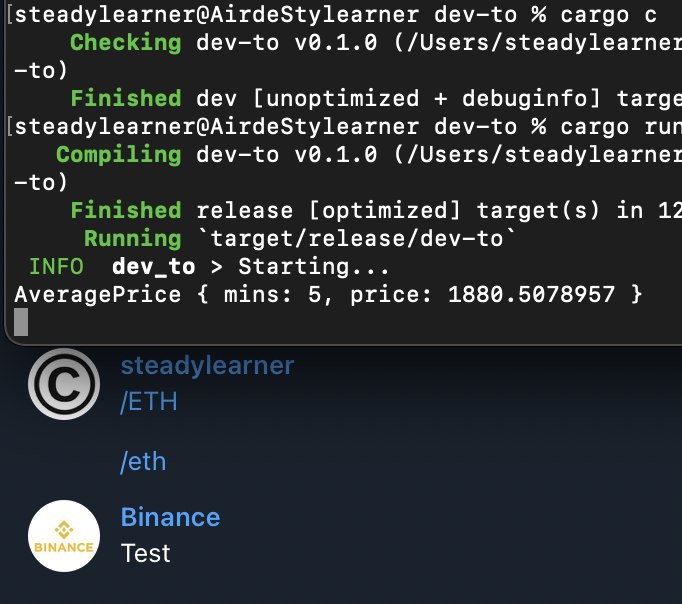 [steadylearner@AirdeStylearner dev-to % cargo c
Checking dev-to v0.1.0 (/Users/steadylearner
-to)
Finished dev [unoptimized + debuginfo] targe
[steadylearner@AirdeStylearner dev-to % cargo run
Compiling dev-to v0.1.0 (/Users/steadylearner
-to)
Finished release [optimized] target(s) in 12
Running `target/release/dev-to`
INFO  dev_to > Starting...
AveragePrice { mins: 5, price: 1880.5078957 }
C
steadylearner
/ETH
/eth
BINANCE
Binance
Test